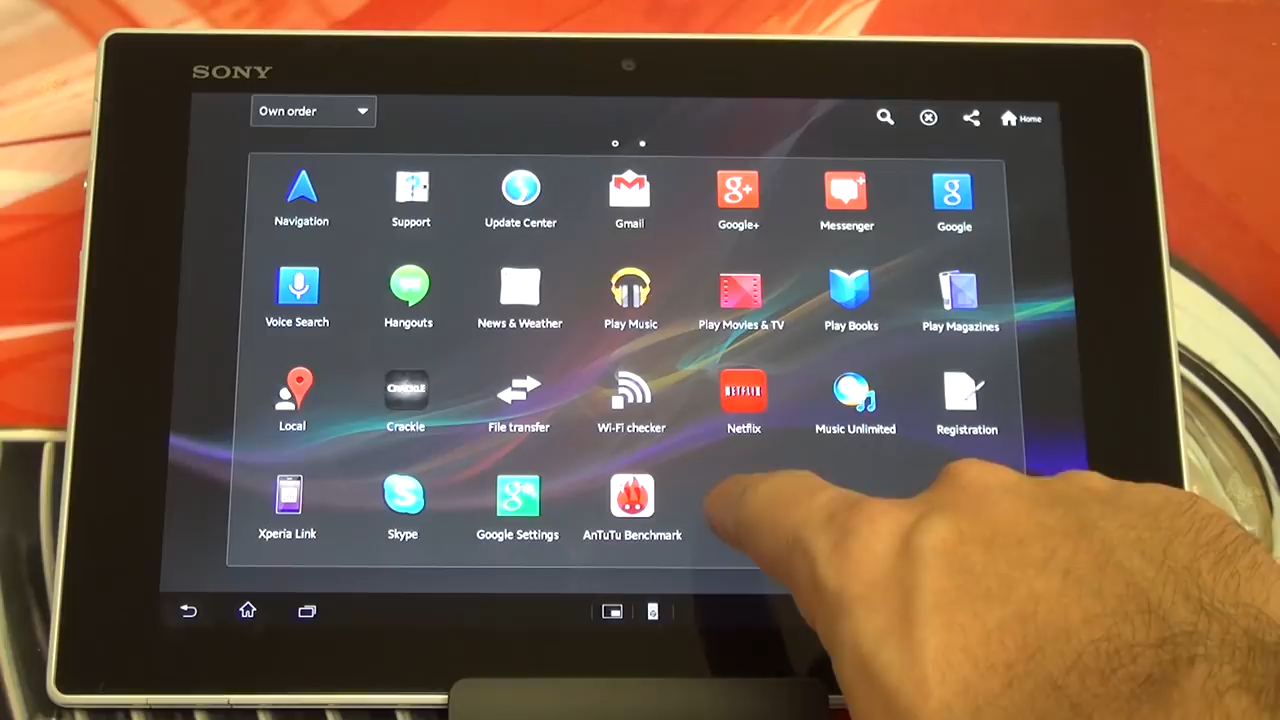 SONY
Own order
Home
Navigation
Support
Update Center
Gmail
Google+
Messenger
Google
Voice Search
Hangouts
News & Weather
Play Music
Play Movies & TV
Play Books
Play Magazines
Local
CRACKLE
Crackle
File transfer
Wi-Fi checker
NETFLIX
Netflix
Music Unlimited
Registration
Xperia Link
Skype
Google Settings
AnTuTu Benchmark